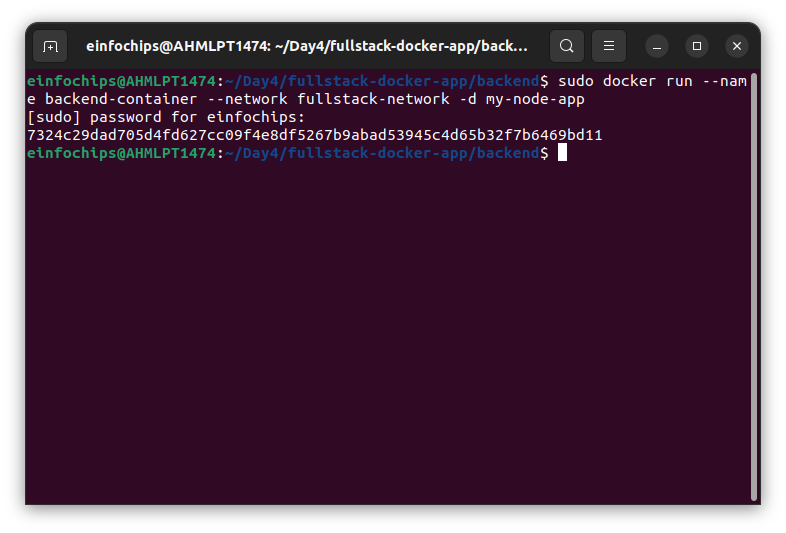 einfochips@AHMLPT1474: ~/Day4/fullstack-docker-app/back...
einfochips@AHMLPT1474:~/Day4/fullstack-docker-app/backend$ sudo docker run --nam
e backend-container --network fullstack-network -d my-node-app
[sudo] password for einfochips:
7324c29dad705d4fd627cc09f4e8df5267b9abad53945c4d65b32f7b6469bd11
einfochips@AHMLPT1474:~/Day4/fullstack-docker-app/backend$